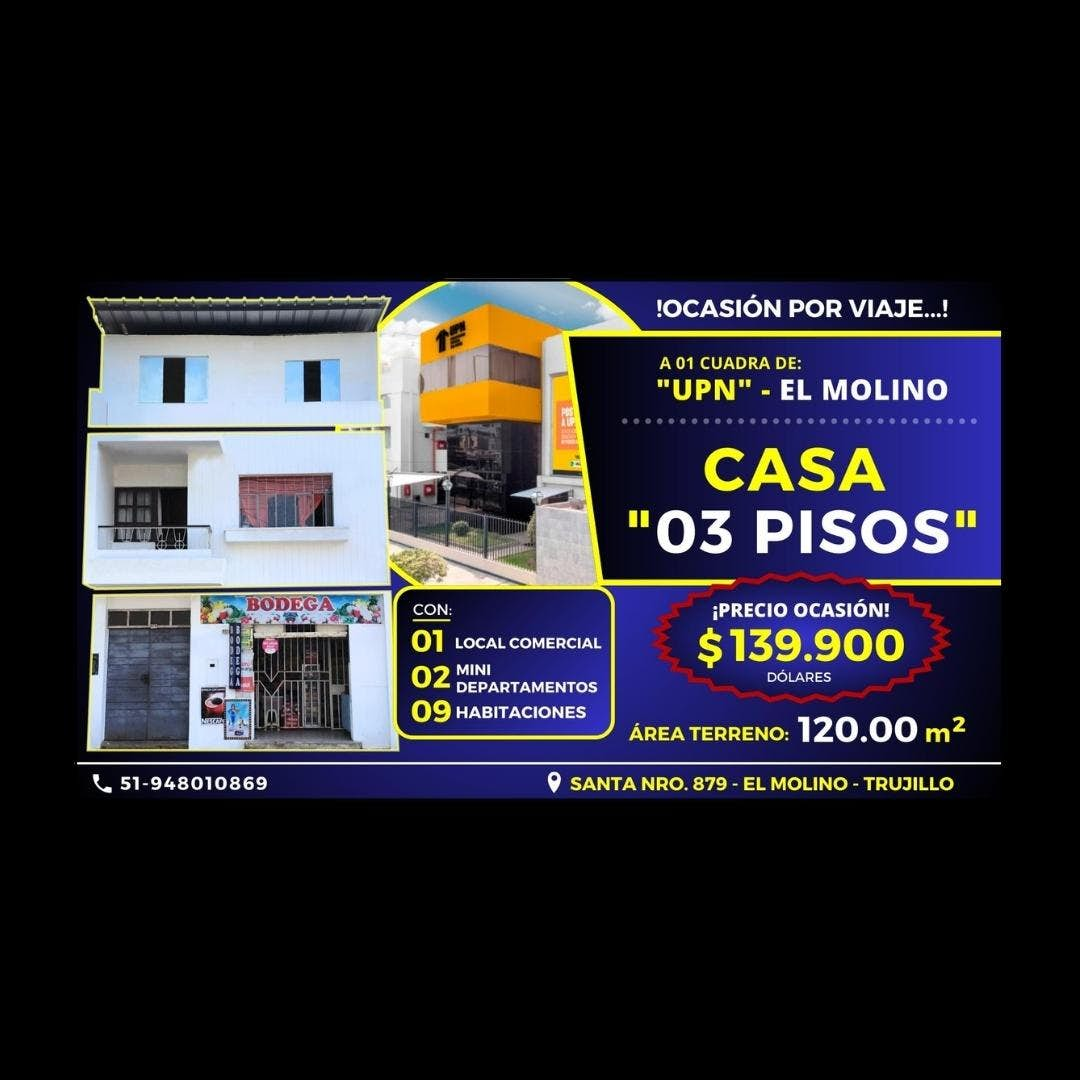 !OCASIÓN POR VIAJE...!
A 01 CUADRA DE:
"UPN" - EL MOLINO
CASA
"03 PISOS"
UPN
BODEGA
BODEGA
NESCAFÉ
CON:
01 LOCAL COMERCIAL
02 MINI
DEPARTAMENTOS
09 HABITACIONES
¡PRECIO OCASIÓN!
$139.900
DÓLARES
ÁREA TERRENO: 120.00 m²
51-948010869
SANTA NRO. 879 - EL MOLINO - TRUJILLO